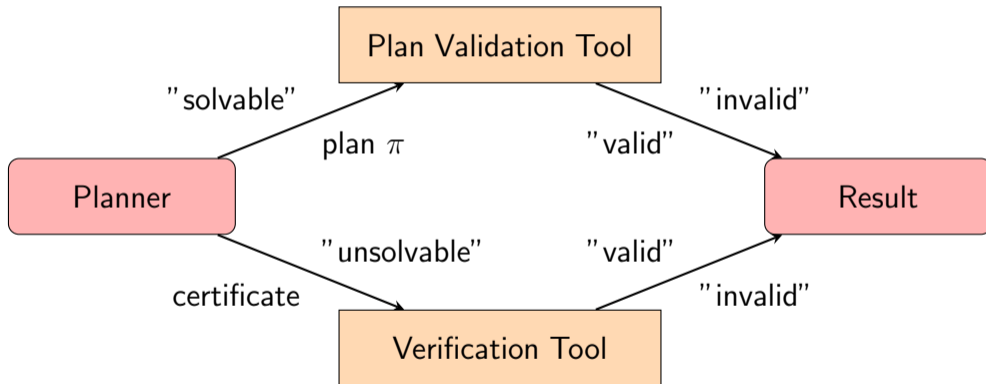 Plan Validation Tool
"solvable"
"invalid"
plan π
"valid"
Planner
Result
"unsolvable"
"valid"
certificate
"invalid"
Verification Tool